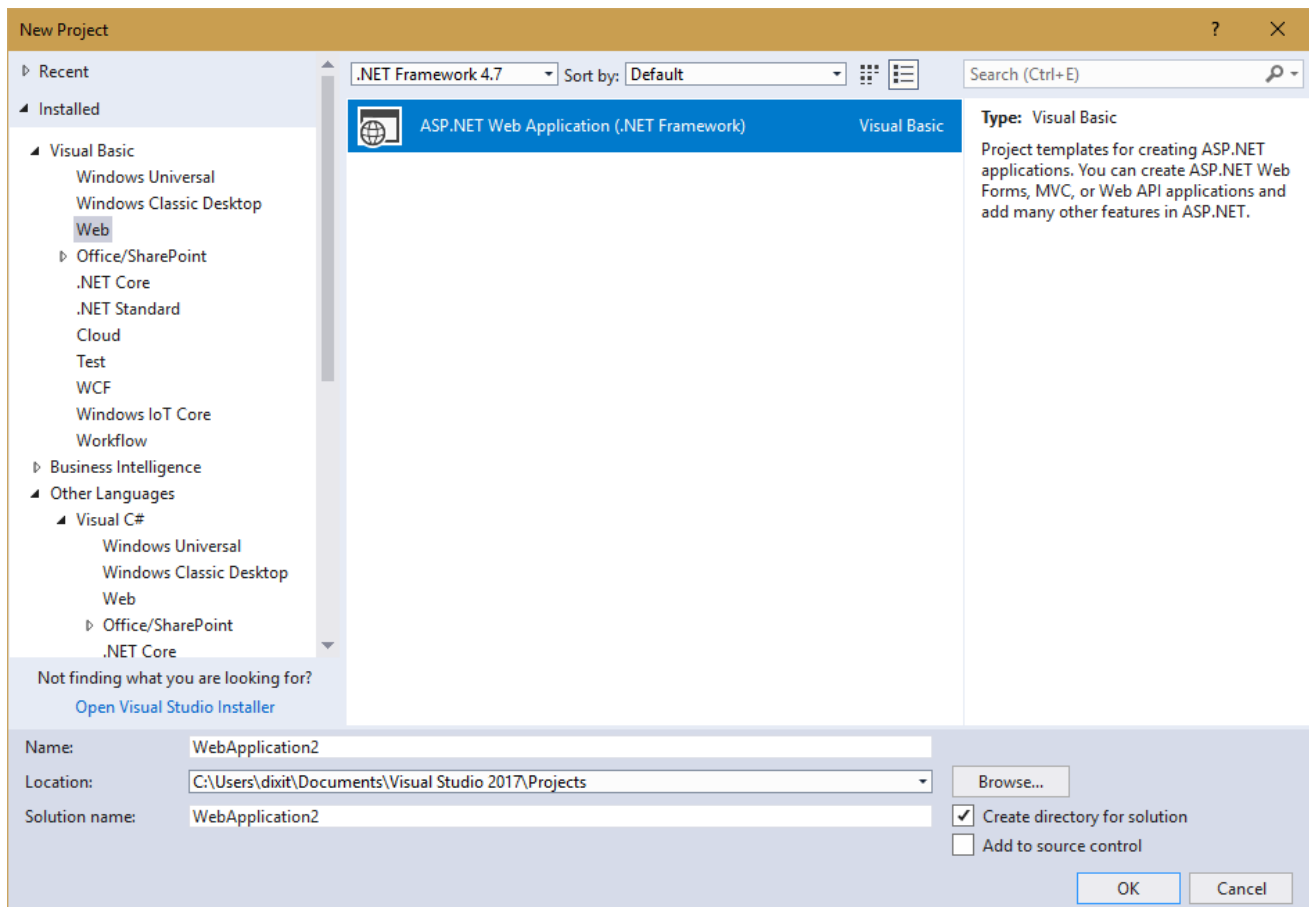 New Project
?
Recent
Installed
Visual Basic
Windows Universal
Windows Classic Desktop
Web
Office/SharePoint
.NET Core
.NET Standard
Cloud
Test
WCF
Windows IoT Core
Workflow
Business Intelligence
Other Languages
Visual C#
Windows Universal
Windows Classic Desktop
Web
Office/SharePoint
.NET Core
Not finding what you are looking for?
Open Visual Studio Installer
.NET Framework 4.7 Sort by: Default
ASP.NET Web Application (.NET Framework) Visual Basic
Search (Ctrl+E)
Type: Visual Basic
Project templates for creating ASP.NET
applications. You can create ASP.NET Web
Forms, MVC, or Web API applications and
add many other features in ASP.NET.
Name: WebApplication2
Location: C:\Users\dixit\Documents\Visual Studio 2017\Projects Browse...
Solution name: WebApplication2
Create directory for solution
Add to source control
OK Cancel